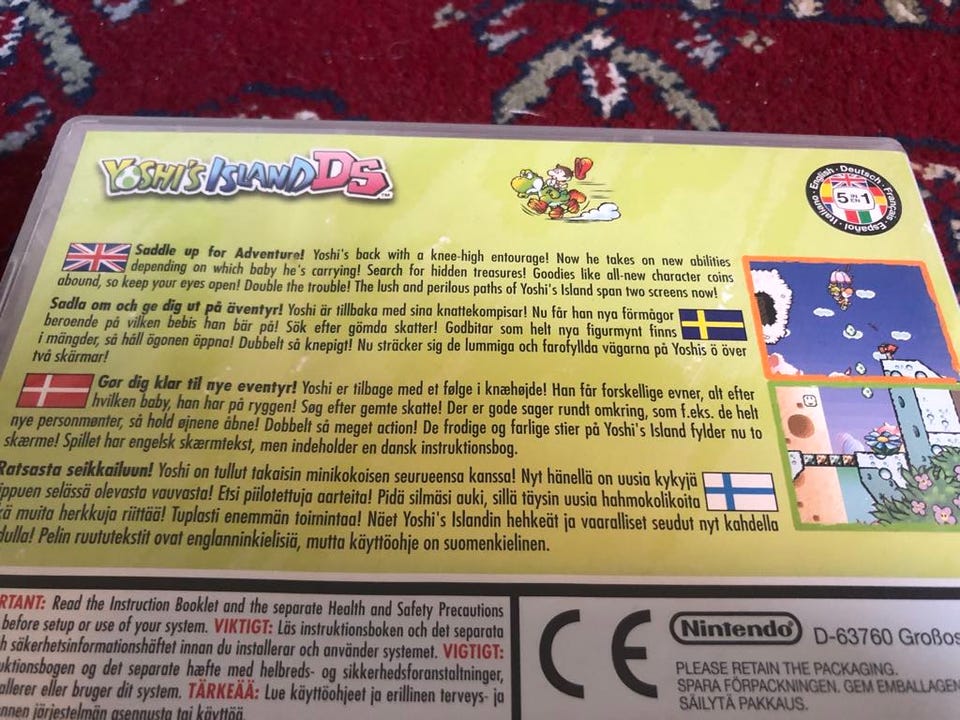 YOSHI'S ISLAND DS™
English · Deutsch · Français · Español · Italiano
5 IN EN 1
Saddle up for Adventure! Yoshi's back with a knee-high entourage! Now he takes on new abilities
depending on which baby he's carrying! Search for hidden treasures! Goodies like all-new character coins
abound, so keep your eyes open! Double the trouble! The lush and perilous paths of Yoshi's Island span two screens now!
Sadla om och ge dig ut på äventyr! Yoshi är tillbaka med sina knattekompisar! Nu får han nya förmågor
beroende på vilken bebis han bär på! Sök efter gömda skatter! Godbitar som helt nya figurmynt finns
i mängder, så håll ögonen öppna! Dubbelt så knepigt! Nu sträcker sig de lummiga och farofyllda vägarna på Yoshis ö över
två skärmar!
Gør dig klar til nye eventyr! Yoshi er tilbage med et følge i knæhøjde! Han får forskellige evner, alt efter
hvilken baby, han har på ryggen! Søg efter gemte skatte! Der er gode sager rundt omkring, som f.eks. de helt
nye personmønter, så hold øjnene åbne! Dobbelt så meget action! De frodige og farlige stier på Yoshi's Island fylder nu to
skærme! Spillet har engelsk skærmtekst, men indeholder en dansk instruktionsbog.
Ratsasta seikkailuun! Yoshi on tullut takaisin minikokoisen seurueensa kanssa! Nyt hänellä on uusia kykyjä
ippuen selässä olevasta vauvasta! Etsi piilotettuja aarteita! Pidä silmäsi auki, sillä täysin uusia hahmokolikoita
kä muita herkkuja riittää! Tuplasti enemmän toimintaa! Näet Yoshi's Islandin hehkeät ja vaaralliset seudut nyt kahdella
dulla! Pelin ruututekstit ovat englanninkielisiä, mutta käyttöohje on suomenkielinen.
RTANT: Read the Instruction Booklet and the separate Health and Safety Precautions
before setup or use of your system. VIKTIGT: Läs instruktionsboken och det separata
h säkerhetsinformationshäftet innan du installerar och använder systemet. VIGTIGT:
uktionsbogen og det separate hæfte med helbreds- og sikkerhedsforanstaltninger,
allerer eller bruger dit system. TÄRKEÄÄ: Lue käyttöohjeet ja erillinen terveys- ja
nnen järjestelmän asennusta tai käyttöä.
CE
Nintendo® D-63760 Großos
PLEASE RETAIN THE PACKAGING.
SPARA FÖRPACKNINGEN. GEM EMBALLAGEN
SÄILYTÄ PAKKAUS.